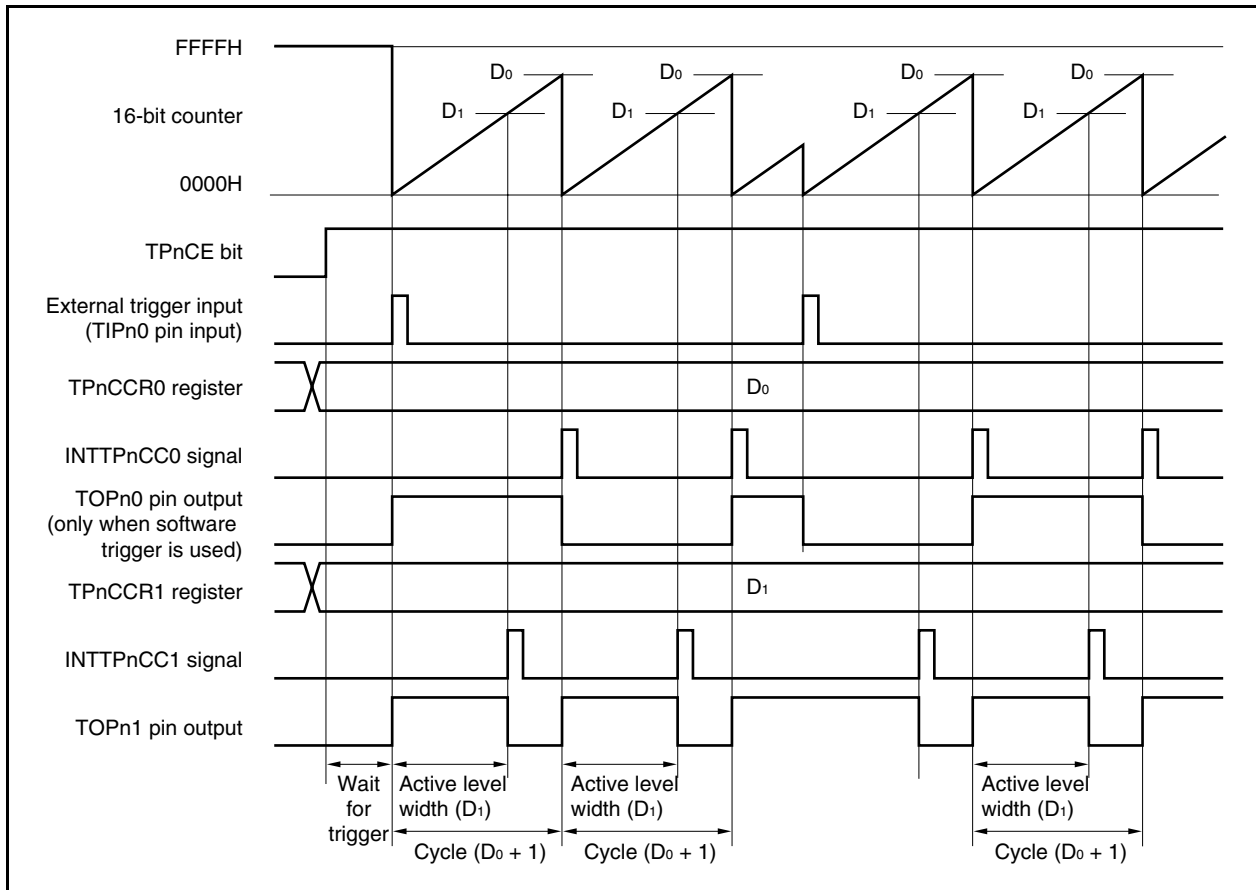 FFFFH
D0 D0 D0 D0
D1 D1 D1 D1
16-bit counter
0000H
TPnCE bit
External trigger input
(TIPn0 pin input)
TPnCCR0 register
D0
INTTPnCC0 signal
TOPn0 pin output
(only when software
trigger is used)
TPnCCR1 register
D1
INTTPnCC1 signal
TOPn1 pin output
Wait
for
trigger
Active level
width (D1)
Active level
width (D1)
Active level
width (D1)
Cycle (D0 + 1)
Cycle (D0 + 1)
Cycle (D0 + 1)